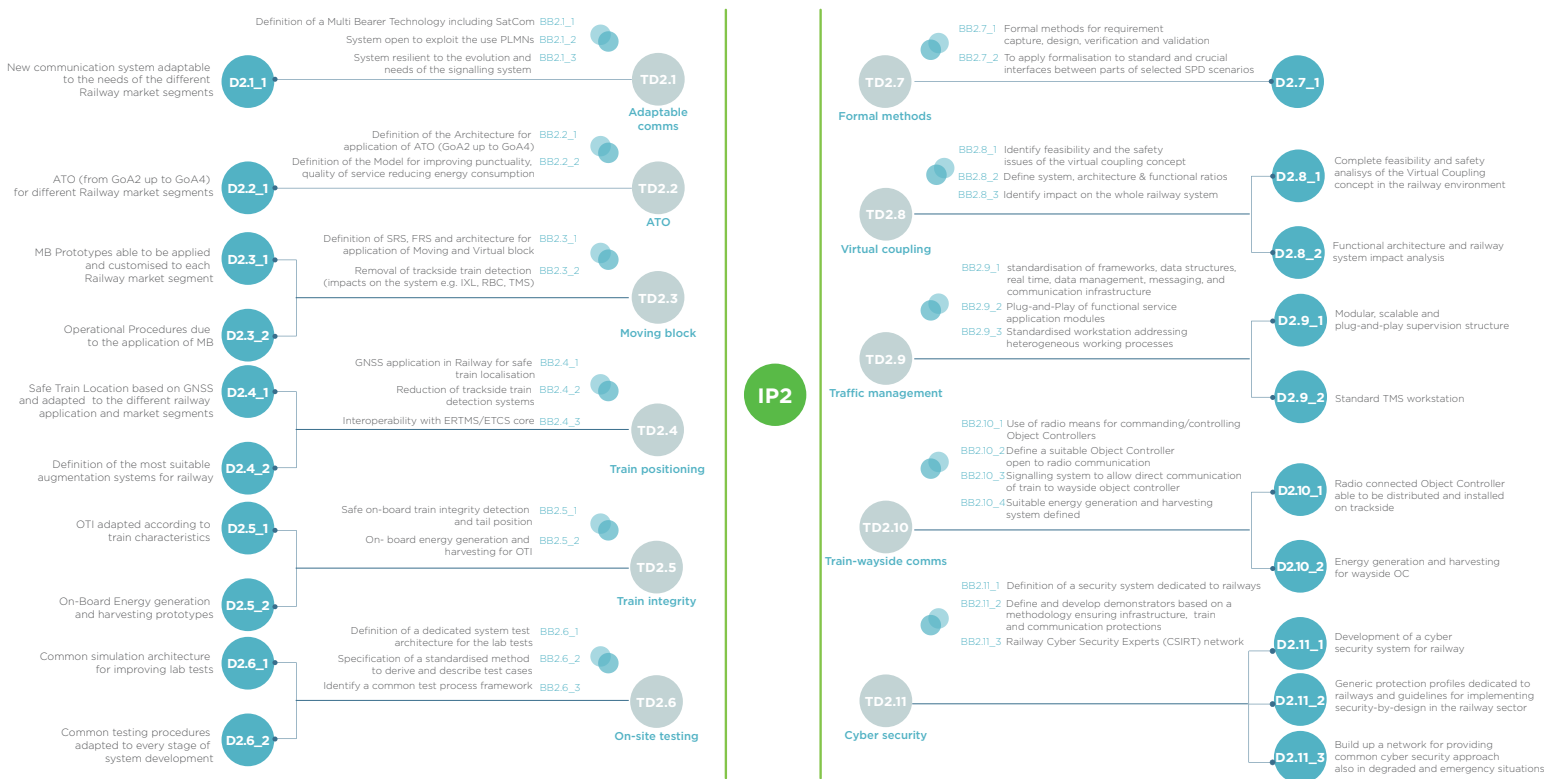 Definition of a Multi Bearer Technology including SatCom BB2.1_1
System open to exploit the use PLMNs BB2.1_2
System resilient to the evolution and BB2.1_3
needs of the signalling system
New communication system adaptable
to the needs of the different
Railway market segments
D2.1_1
TD2.1
Adaptable
comms
Definition of the Architecture for BB2.2_1
application of ATO (GoA2 up to GoA4)
Definition of the Model for improving punctuality, BB2.2_2
quality of service reducing energy consumption
ATO (from GoA2 up to GoA4)
for different Railway market segments
D2.2_1
TD2.2
ATO
Definition of SRS, FRS and architecture for BB2.3_1
application of Moving and Virtual block
Removal of trackside train detection BB2.3_2
(impacts on the system e.g. IXL, RBC, TMS)
MB Prototypes able to be applied
and customised to each
Railway market segment
D2.3_1
TD2.3
Moving block
Operational Procedures due
to the application of MB
D2.3_2
GNSS application in Railway for safe BB2.4_1
train localisation
Reduction of trackside train BB2.4_2
detection systems
Interoperability with ERTMS/ETCS core BB2.4_3
Safe Train Location based on GNSS
and adapted to the different railway
application and market segments
D2.4_1
TD2.4
Train positioning
Definition of the most suitable
augmentation systems for railway
D2.4_2
Safe on-board train integrity detection BB2.5_1
and tail position
On- board energy generation and BB2.5_2
harvesting for OTI
OTI adapted according to
train characteristics
D2.5_1
TD2.5
Train integrity
On-Board Energy generation
and harvesting prototypes
D2.5_2
Definition of a dedicated system test BB2.6_1
architecture for the lab tests
Specification of a standardised method BB2.6_2
to derive and describe test cases
Identify a common test process framework BB2.6_3
Common simulation architecture
for improving lab tests
D2.6_1
TD2.6
On-site testing
Common testing procedures
adapted to every stage of
system development
D2.6_2
IP2
BB2.7_1 Formal methods for requirement
capture, design, verification and validation
BB2.7_2 To apply formalisation to standard and crucial
interfaces between parts of selected SPD scenarios
TD2.7
Formal methods
D2.7_1
BB2.8_1 Identify feasibility and the safety
issues of the virtual coupling concept
BB2.8_2 Define system, architecture & functional ratios
BB2.8_3 Identify impact on the whole railway system
TD2.8
Virtual coupling
D2.8_1
Complete feasibility and safety
analisys of the Virtual Coupling
concept in the railway environment
D2.8_2
Functional architecture and railway
system impact analysis
BB2.9_1 standardisation of frameworks, data structures,
real time, data management, messaging, and
communication infrastructure
BB2.9_2 Plug-and-Play of functional service
application modules
BB2.9_3 Standardised workstation addressing
heterogeneous working processes
TD2.9
Traffic management
D2.9_1
Modular, scalable and
plug-and-play supervision structure
D2.9_2
Standard TMS workstation
BB2.10_1 Use of radio means for commanding/controlling
Object Controllers
BB2.10_2 Define a suitable Object Controller
open to radio communication
BB2.10_3 Signalling system to allow direct communication
of train to wayside object controller
BB2.10_4 Suitable energy generation and harvesting
system defined
TD2.10
Train-wayside comms
D2.10_1
Radio connected Object Controller
able to be distributed and installed
on trackside
D2.10_2
Energy generation and harvesting
for wayside OC
BB2.11_1 Definition of a security system dedicated to railways
BB2.11_2 Define and develop demonstrators based on a
methodology ensuring infrastructure, train
and communication protections
BB2.11_3 Railway Cyber Security Experts (CSIRT) network
TD2.11
Cyber security
D2.11_1
Development of a cyber
security system for railway
D2.11_2
Generic protection profiles dedicated to
railways and guidelines for implementing
security-by-design in the railway sector
D2.11_3
Build up a network for providing
common cyber security approach
also in degraded and emergency situations